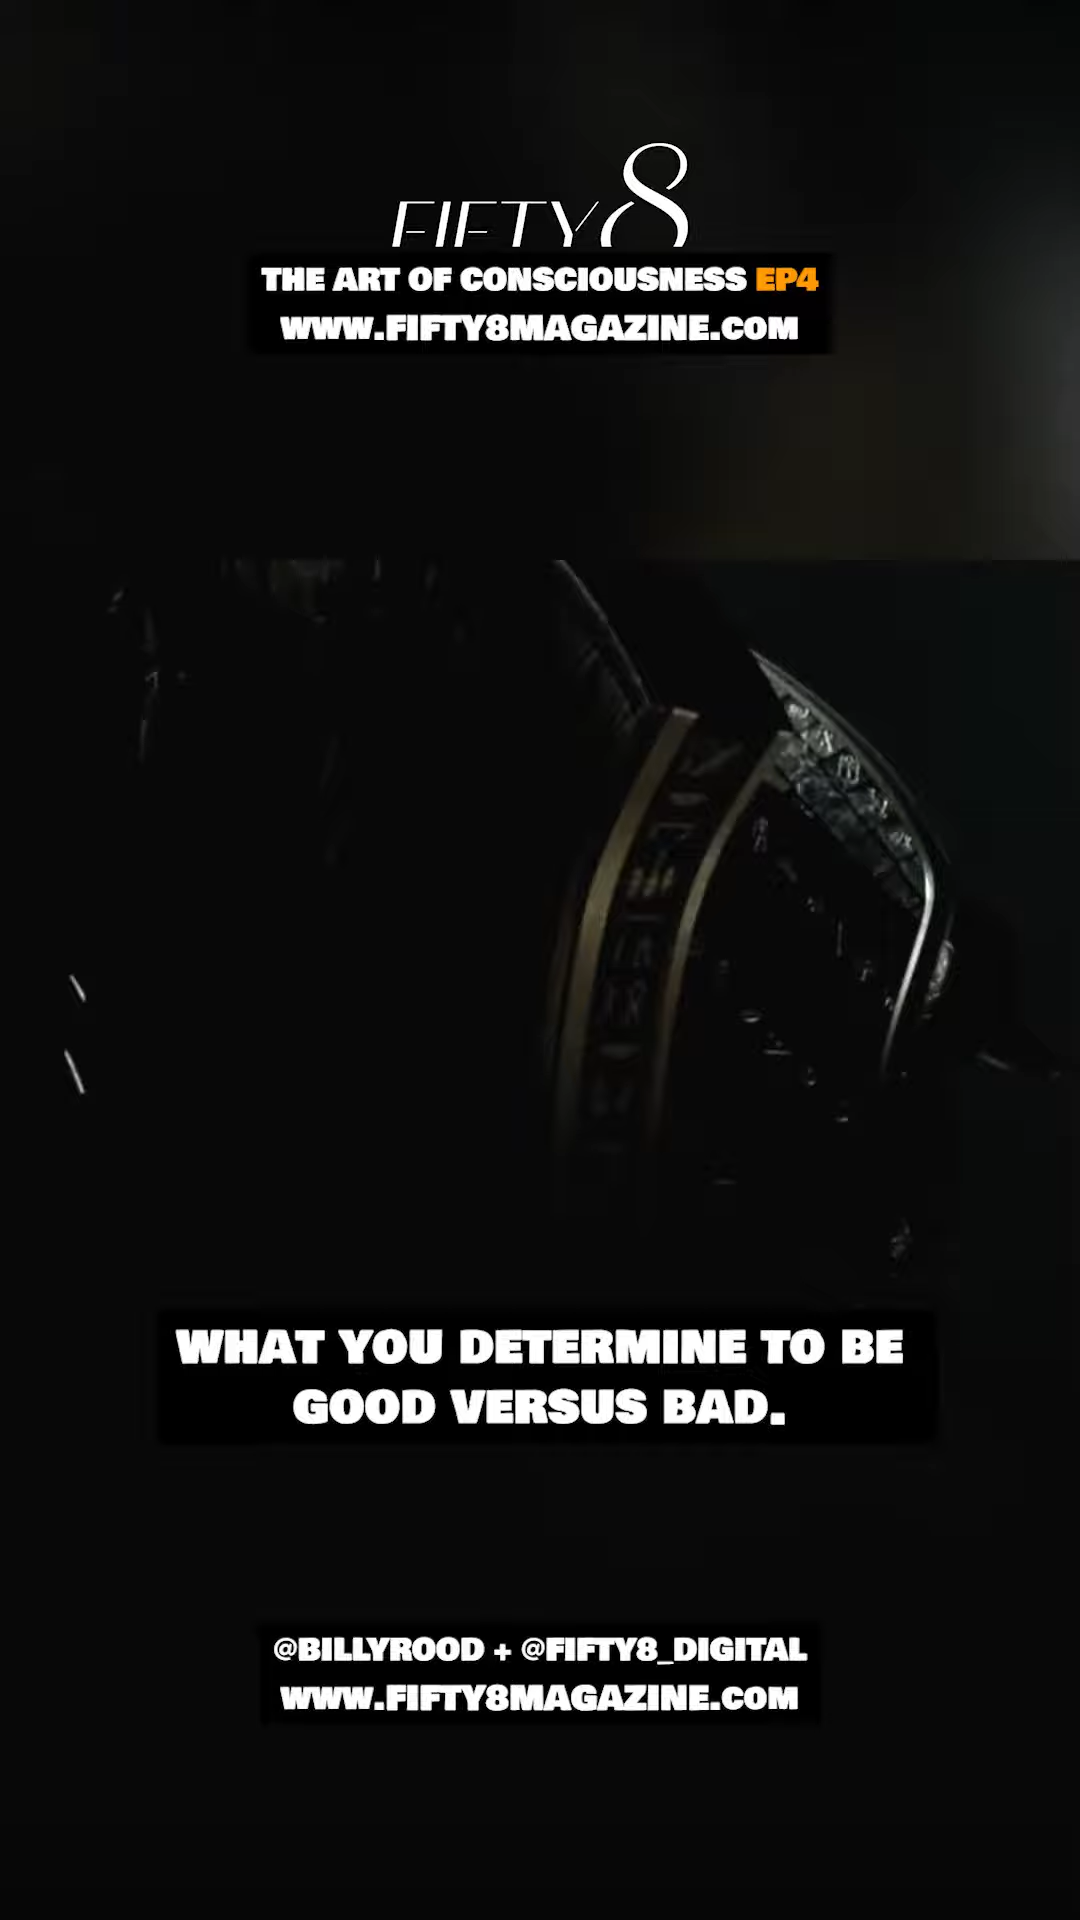 FIFTY8
THE ART OF CONSCIOUSNESS EP4
WWW.FIFTY8MAGAZINE.COM
WHAT YOU DETERMINE TO BE
GOOD VERSUS BAD.
@BILLYROOD + @FIFTY8_DIGITAL
WWW.FIFTY8MAGAZINE.COM